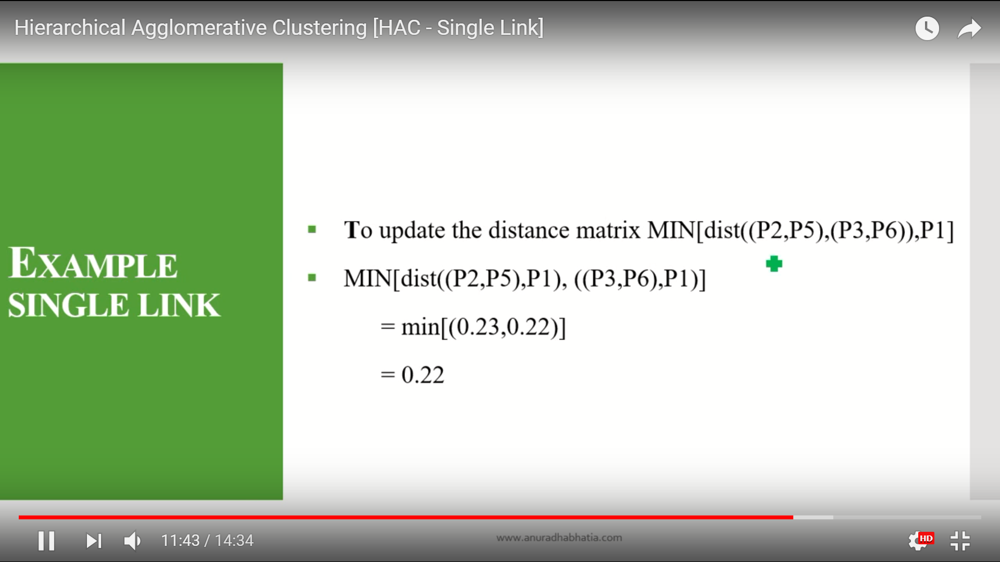 Hierarchical Agglomerative Clustering [HAC - Single Link]
EXAMPLE
SINGLE LINK
▪ To update the distance matrix MIN[dist((P2,P5),(P3,P6)),P1]
▪ MIN[dist((P2,P5),P1), ((P3,P6),P1)]
= min[(0.23,0.22)]
= 0.22
11:43 / 14:34
www.anuradhabhatia.com
HD